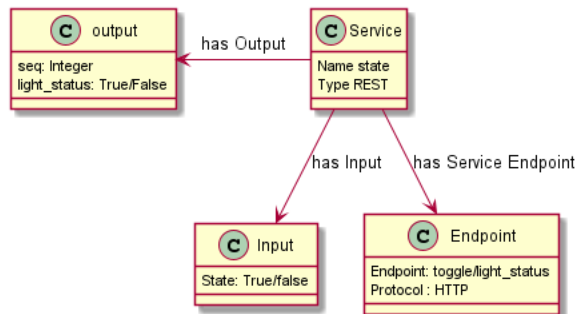 C output
seq: Integer
light_status: True/False
has Output
C Service
Name state
Type REST
has Input
has Service Endpoint
C Input
State: True/false
C Endpoint
Endpoint: toggle/light_status
Protocol : HTTP